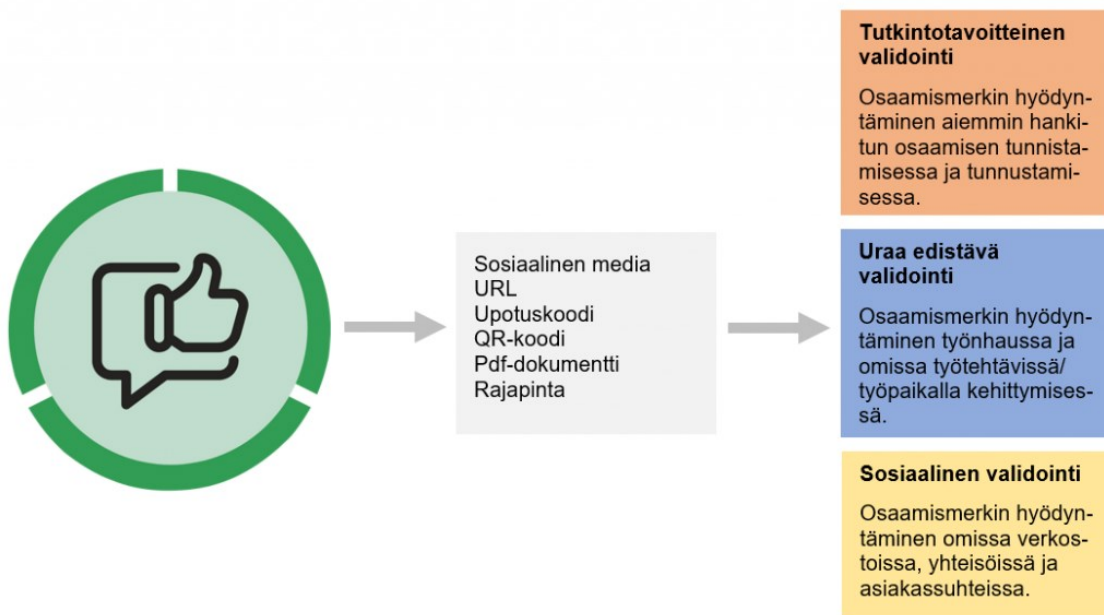 Sosiaalinen media
URL
Upotuskoodi
QR-koodi
Pdf-dokumentti
Rajapinta
Tutkintotavoitteinen
validointi
Osaamismerkin hyödyn-
täminen aiemmin hanki-
tun osaamisen tunnista-
misessa ja tunnustami-
sessa.
Uraa edistävä
validointi
Osaamismerkin hyödyn-
täminen työnhaussa ja
omissa työtehtävissä/
työpaikalla kehittymises-
sä.
Sosiaalinen validointi
Osaamismerkin hyödyn-
täminen omissa verkos-
toissa, yhteisöissä ja
asiakassuhteissa.